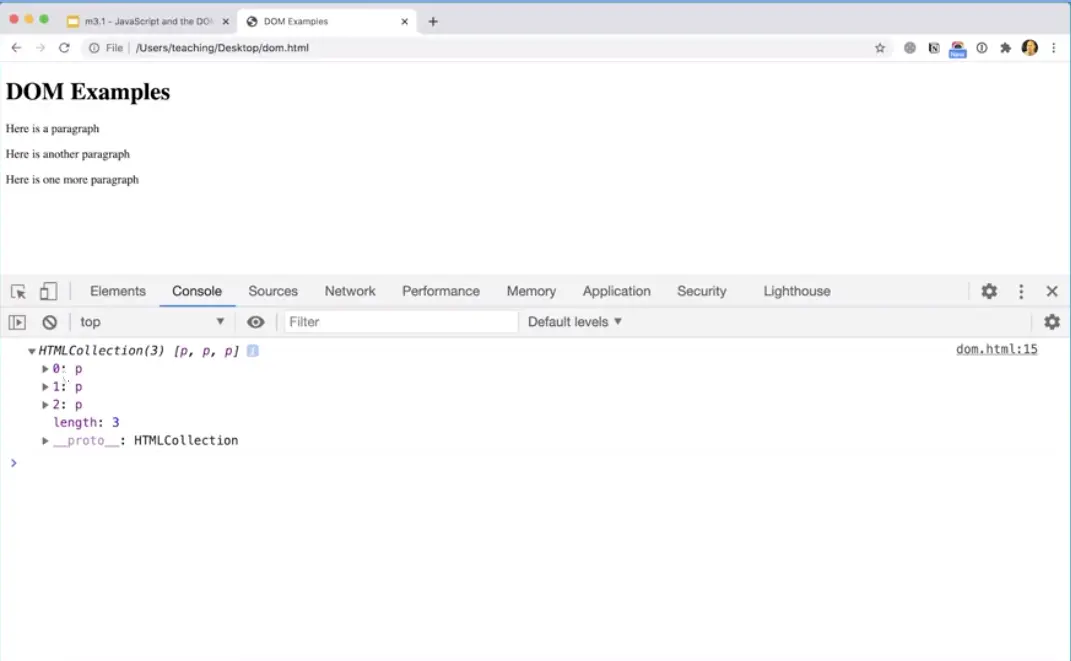 m3.1 - JavaScript and the DOM
DOM Examples
File
/Users/teaching/Desktop/dom.html
New
DOM Examples
Here is a paragraph
Here is another paragraph
Here is one more paragraph
Elements Console Sources Network Performance Memory Application Security Lighthouse
top Filter Default levels
HTMLCollection(3) [p, p, p] i dom.html:15
0: p
1: p
2: p
length: 3
__proto__: HTMLCollection